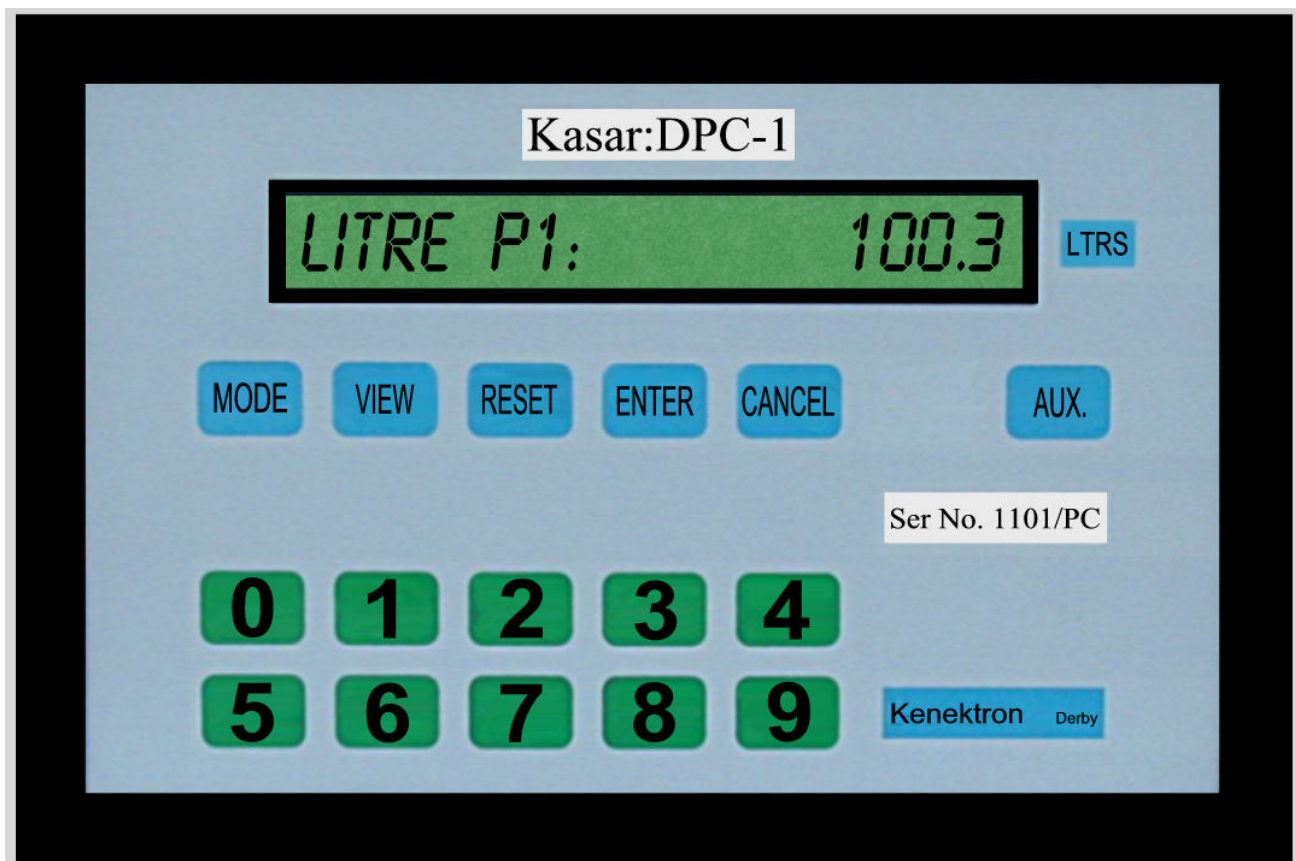 Kasar:DPC-1
LITRE P1: 100.3 LTRS
MODE VIEW RESET ENTER CANCEL AUX.
Ser No. 1101/PC
0 1 2 3 4
5 6 7 8 9
Kenektron Derby